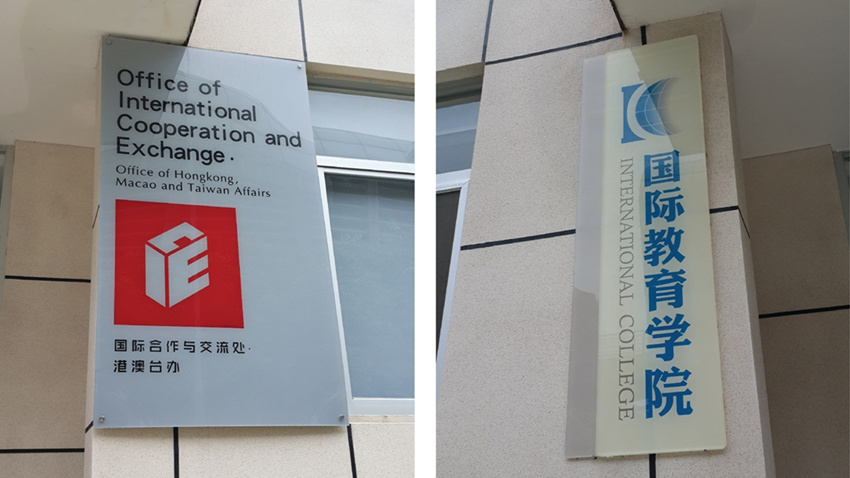 Office of
International
Cooperation and
Exchange·
Office of Hongkong,
Macao and Taiwan Affairs
国际合作与交流处·
港澳台办
国际教育学院
INTERNATIONAL COLLEGE